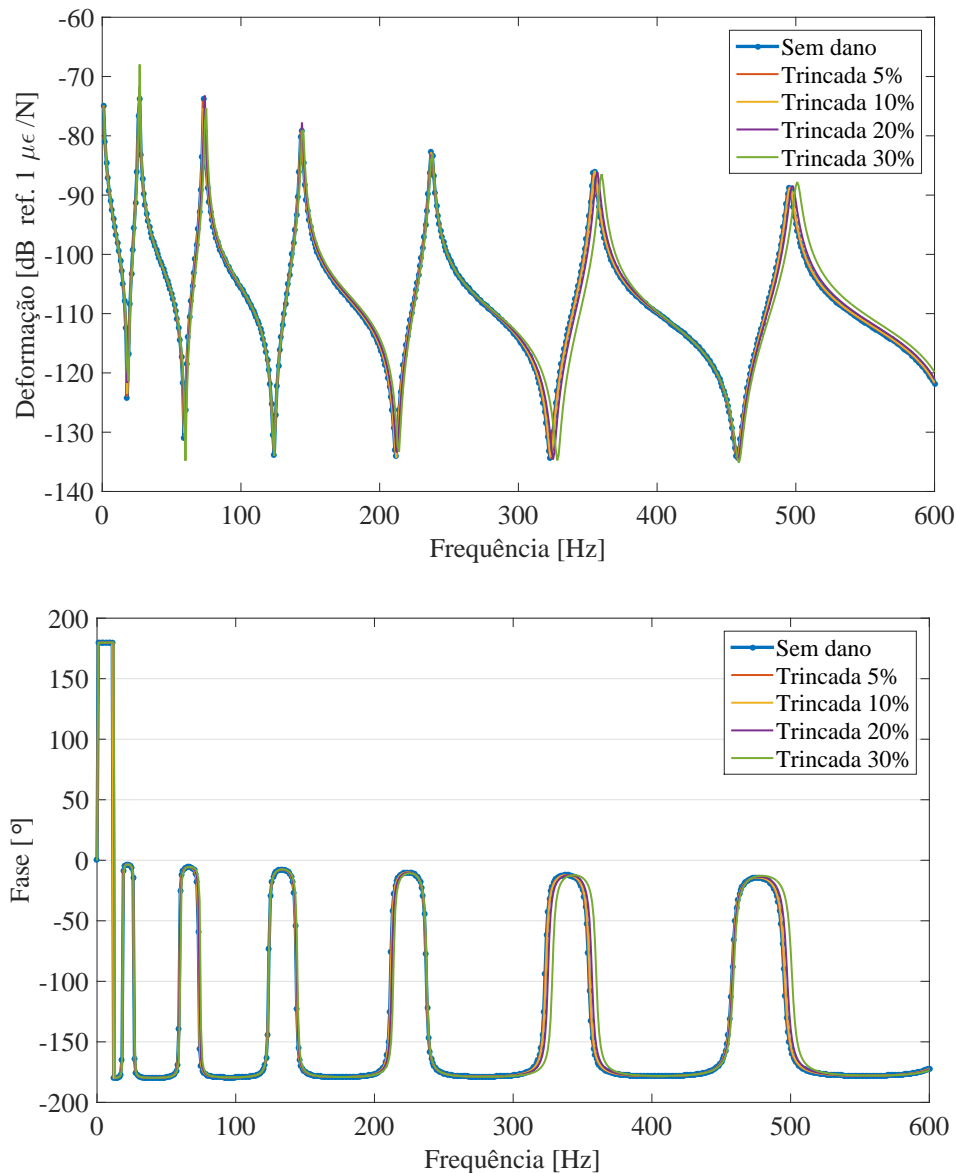 -60
-70
-80
-90
-100
-110
-120
-130
-140
Deformação [dB ref. 1 με/N]
0 100 200 300 400 500 600
Frequência [Hz]
Sem dano
Trincada 5%
Trincada 10%
Trincada 20%
Trincada 30%
200
150
100
50
0
-50
-100
-150
-200
Fase [º]
0 100 200 300 400 500 600
Frequência [Hz]
Sem dano
Trincada 5%
Trincada 10%
Trincada 20%
Trincada 30%